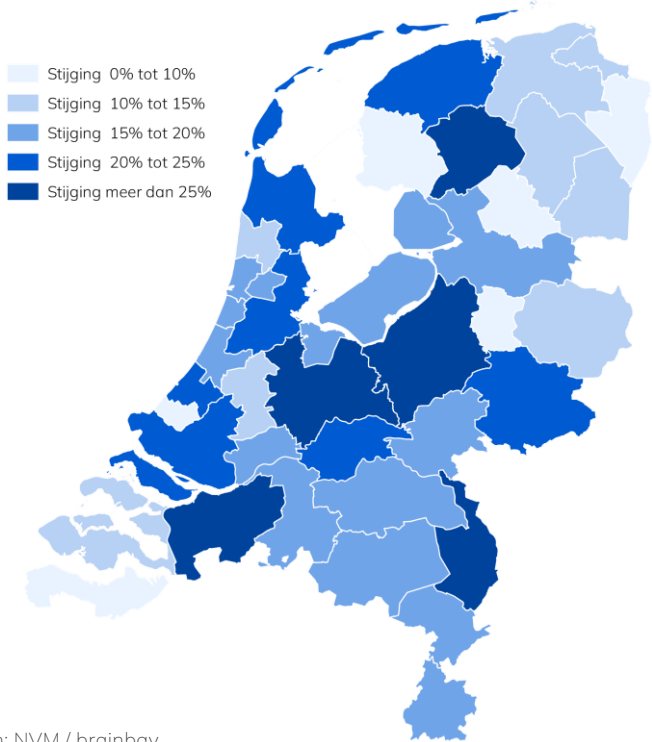 Stijging 0% tot 10%
Stijging 10% tot 15%
Stijging 15% tot 20%
Stijging 20% tot 25%
Stijging meer dan 25%
NVM / brainbay